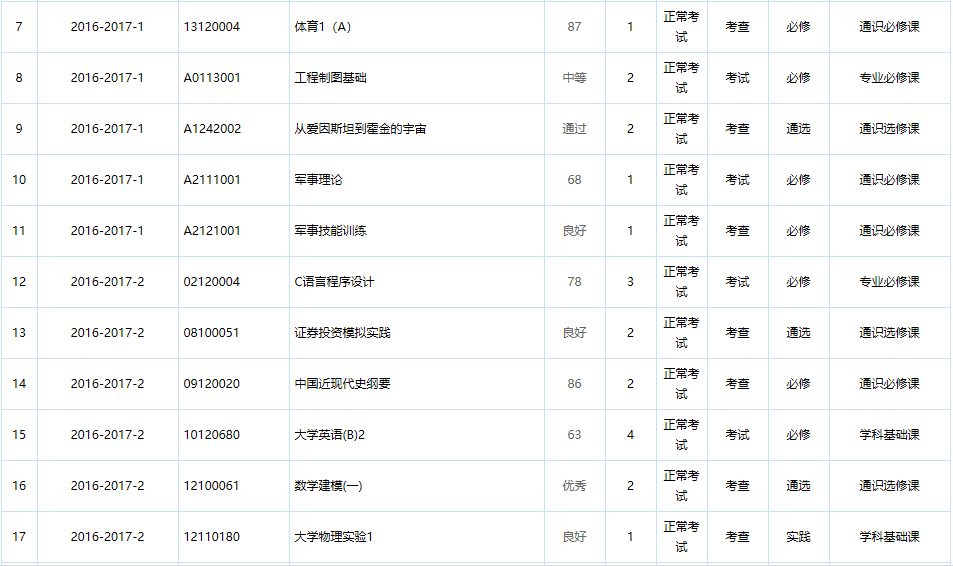 7 2016-2017-1 13120004 体育1（A） 87 1 正常考试 考查 必修 通识必修课
8 2016-2017-1 A0113001 工程制图基础 中等 2 正常考试 考试 必修 专业必修课
9 2016-2017-1 A1242002 从爱因斯坦到霍金的宇宙 通过 2 正常考试 考查 通选 通识选修课
10 2016-2017-1 A2111001 军事理论 68 1 正常考试 考试 必修 通识必修课
11 2016-2017-1 A2121001 军事技能训练 良好 1 正常考试 考查 必修 通识必修课
12 2016-2017-2 02120004 C语言程序设计 78 3 正常考试 考试 必修 专业必修课
13 2016-2017-2 08100051 证券投资模拟实践 良好 2 正常考试 考查 通选 通识选修课
14 2016-2017-2 09120020 中国近现代史纲要 86 2 正常考试 考查 必修 通识必修课
15 2016-2017-2 10120680 大学英语(B)2 63 4 正常考试 考试 必修 学科基础课
16 2016-2017-2 12100061 数学建模(一) 优秀 2 正常考试 考查 通选 通识选修课
17 2016-2017-2 12110180 大学物理实验1 良好 1 正常考试 考查 实践 学科基础课